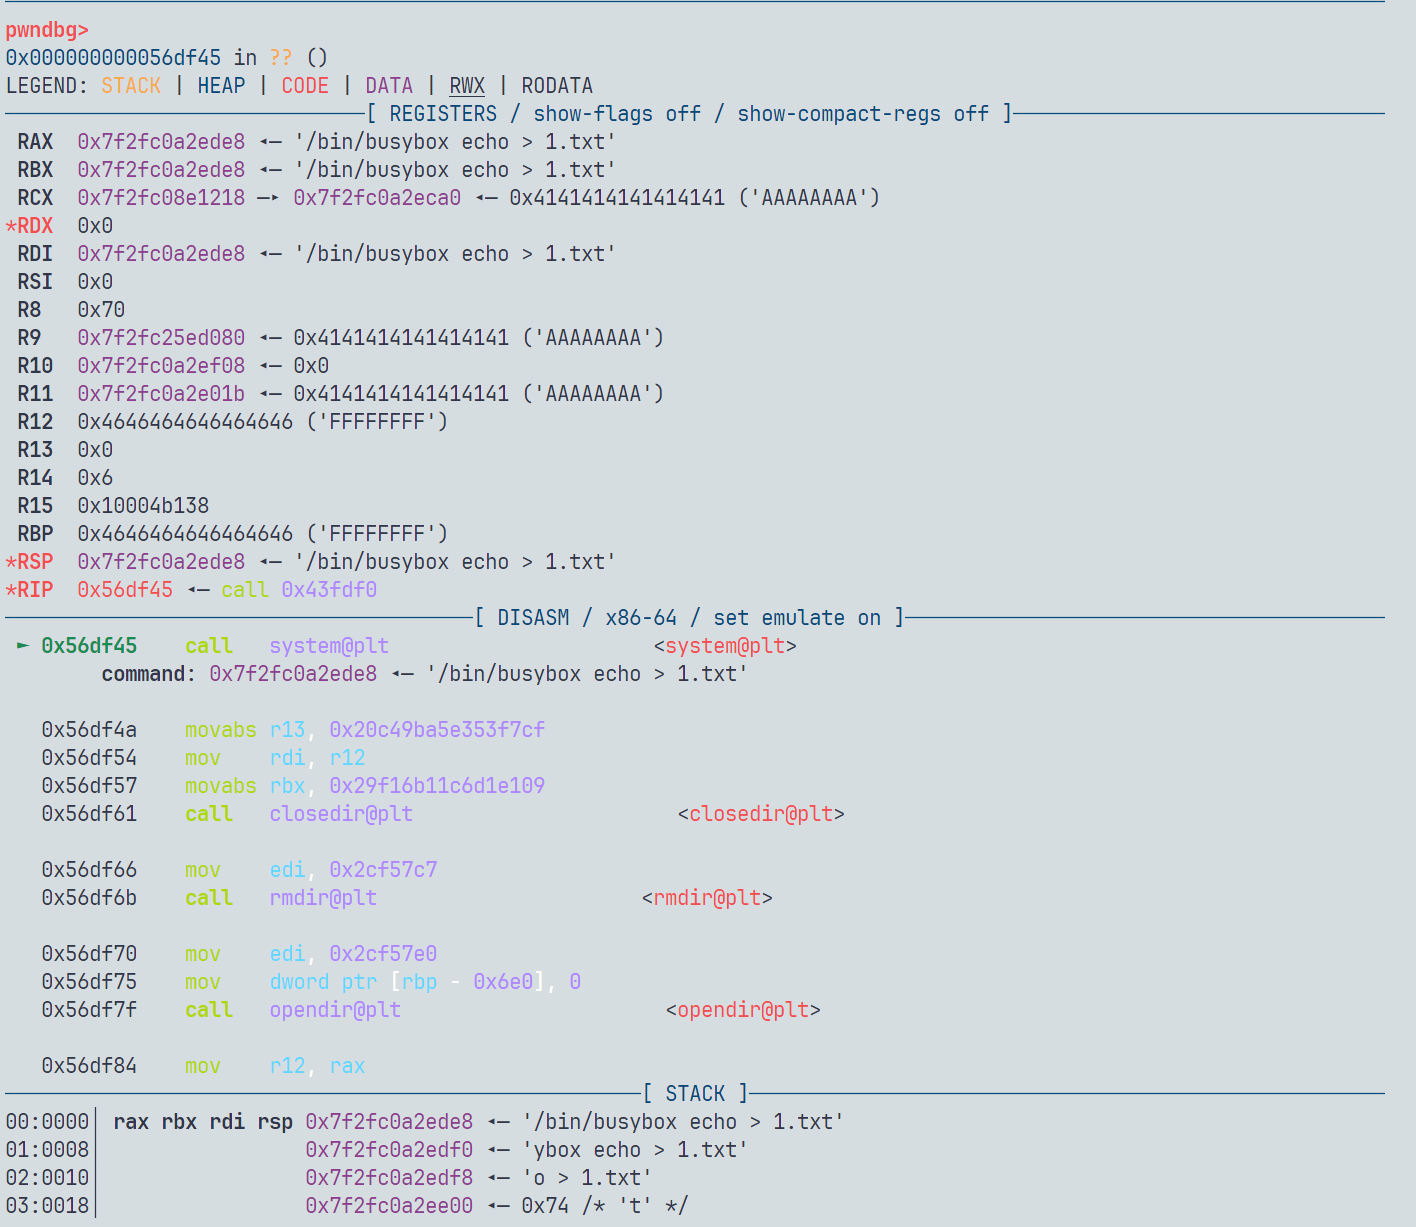 pwndbg>
0x000000000056df45 in ?? ()
LEGEND: STACK | HEAP | CODE | DATA | RWX | RODATA
[ REGISTERS / show-flags off / show-compact-regs off ]
RAX  0x7f2fc0a2ede8 ◂— '/bin/busybox echo > 1.txt'
RBX  0x7f2fc0a2ede8 ◂— '/bin/busybox echo > 1.txt'
RCX  0x7f2fc08e1218 —▸ 0x7f2fc0a2eca0 ◂— 0x4141414141414141 ('AAAAAAAA')
*RDX  0x0
RDI  0x7f2fc0a2ede8 ◂— '/bin/busybox echo > 1.txt'
RSI  0x0
R8   0x70
R9   0x7f2fc25ed080 ◂— 0x4141414141414141 ('AAAAAAAA')
R10  0x7f2fc0a2ef08 ◂— 0x0
R11  0x7f2fc0a2e01b ◂— 0x4141414141414141 ('AAAAAAAA')
R12  0x4646464646464646 ('FFFFFFFF')
R13  0x0
R14  0x6
R15  0x10004b138
RBP  0x4646464646464646 ('FFFFFFFF')
*RSP  0x7f2fc0a2ede8 ◂— '/bin/busybox echo > 1.txt'
*RIP  0x56df45 ◂— call 0x43fdf0
[ DISASM / x86-64 / set emulate on ]
► 0x56df45    call   system@plt                      <system@plt>
command: 0x7f2fc0a2ede8 ◂— '/bin/busybox echo > 1.txt'
0x56df4a    movabs r13, 0x20c49ba5e353f7cf
0x56df54    mov    rdi, r12
0x56df57    movabs rbx, 0x29f16b11c6d1e109
0x56df61    call   closedir@plt                      <closedir@plt>
0x56df66    mov    edi, 0x2cf57c7
0x56df6b    call   rmdir@plt                      <rmdir@plt>
0x56df70    mov    edi, 0x2cf57e0
0x56df75    mov    dword ptr [rbp - 0x6e0], 0
0x56df7f    call   opendir@plt                      <opendir@plt>
0x56df84    mov    r12, rax
[ STACK ]
00:0000│ rax rbx rdi rsp 0x7f2fc0a2ede8 ◂— '/bin/busybox echo > 1.txt'
01:0008│                 0x7f2fc0a2edf0 ◂— 'ybox echo > 1.txt'
02:0010│                 0x7f2fc0a2edf8 ◂— 'o > 1.txt'
03:0018│                 0x7f2fc0a2ee00 ◂— 0x74 /* 't' */